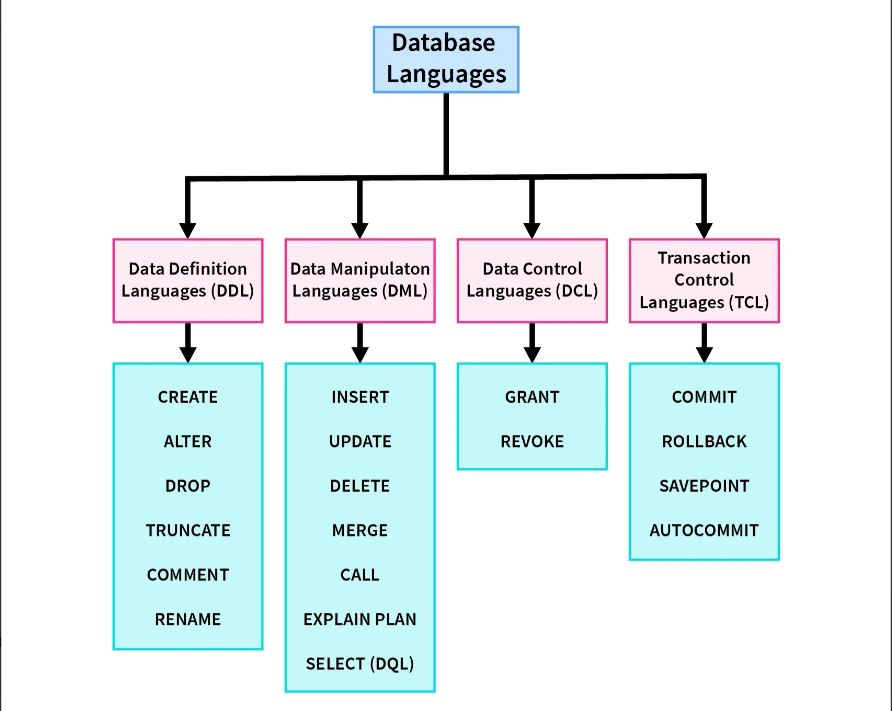 Database
Languages
Data Definition
Languages (DDL)
Data Manipulaton
Languages (DML)
Data Control
Languages (DCL)
Transaction
Control
Languages (TCL)
CREATE
ALTER
DROP
TRUNCATE
COMMENT
RENAME
INSERT
UPDATE
DELETE
MERGE
CALL
EXPLAIN PLAN
SELECT (DQL)
GRANT
REVOKE
COMMIT
ROLLBACK
SAVEPOINT
AUTOCOMMIT